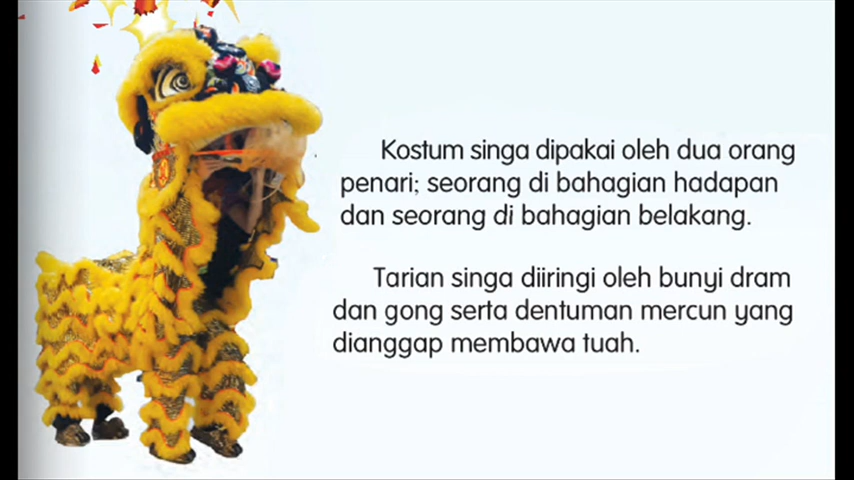 Kostum singa dipakai oleh dua orang
penari; seorang di bahagian hadapan
dan seorang di bahagian belakang.
Tarian singa diiringi oleh bunyi dram
dan gong serta dentuman mercun yang
dianggap membawa tuah.